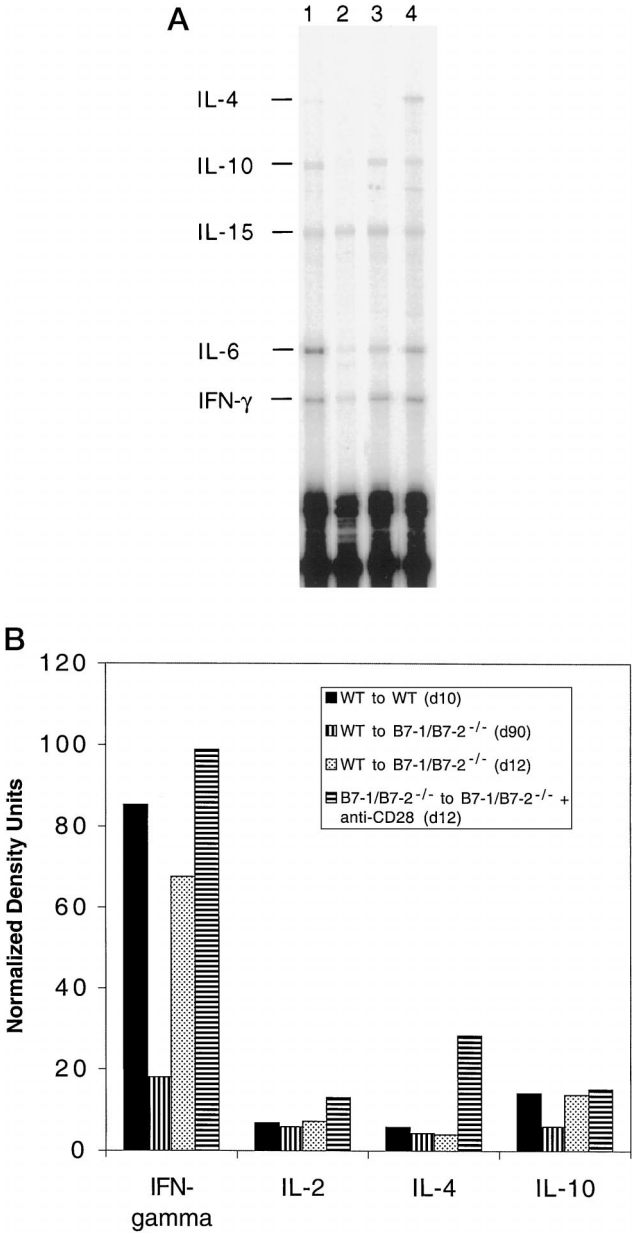 A
1 2 3 4
IL-4
IL-10
IL-15
IL-6
IFN-γ
B
120
100
80
60
40
20
0
Normalized Density Units
WT to WT (d10)
WT to B7-1/B7-2 -/- (d90)
WT to B7-1/B7-2 -/- (d12)
B7-1/B7-2 -/- to B7-1/B7-2 -/- +
anti-CD28 (d12)
IFN-
gamma
IL-2
IL-4
IL-10